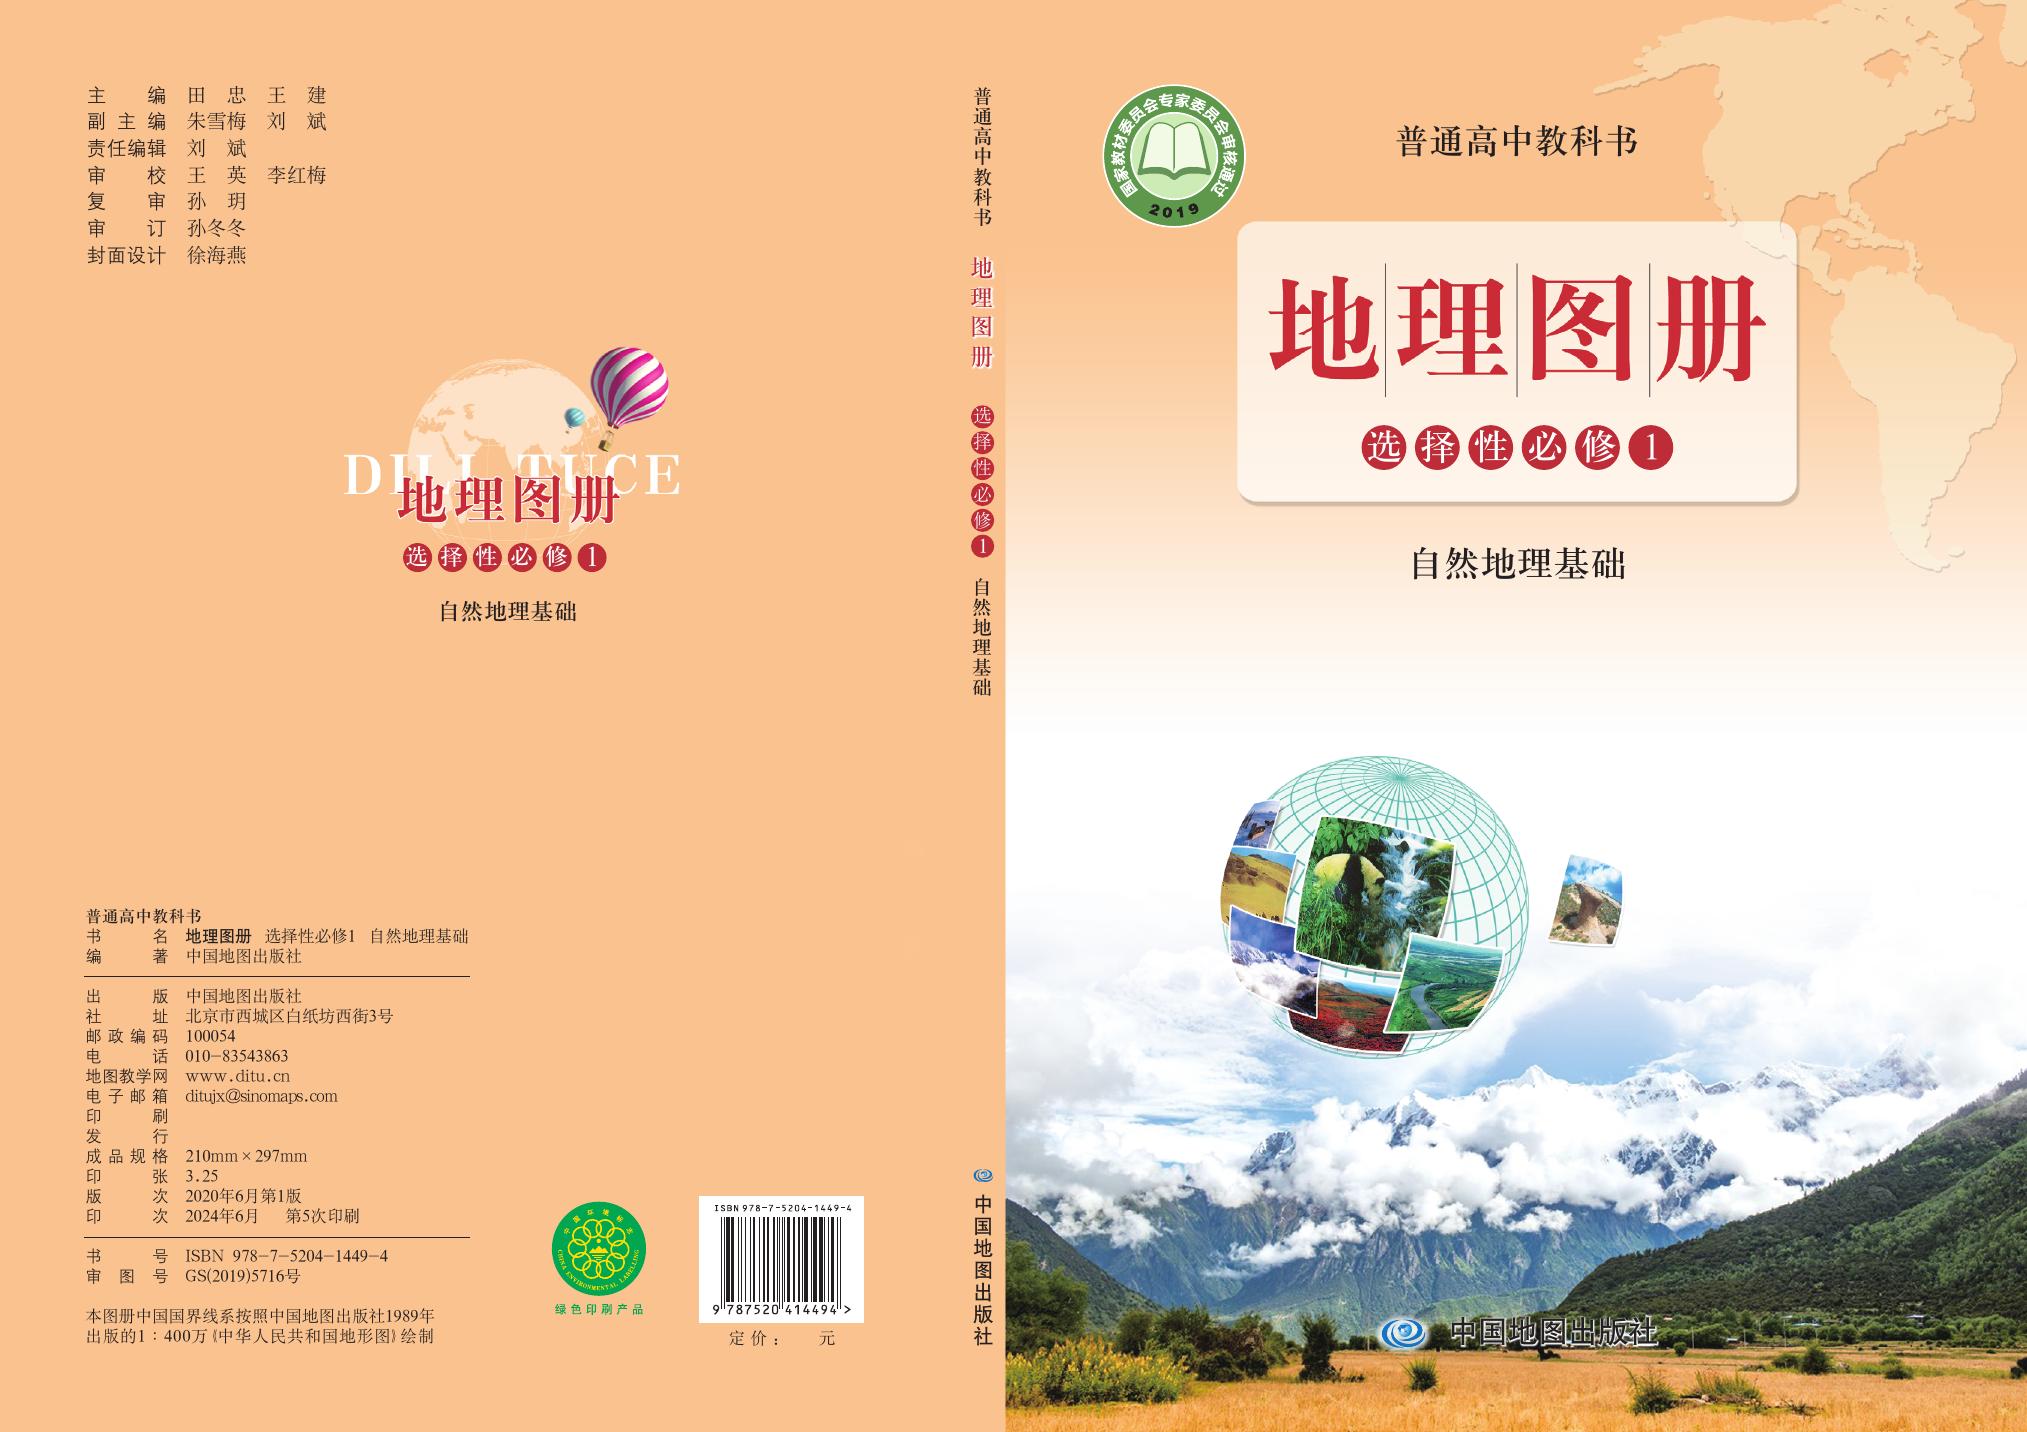 主编 田忠 王建
副主编 朱雪梅 刘斌
责任编辑 刘斌
审校 王英 李红梅
复审 孙玥
审订 孙冬冬
封面设计 徐海燕
DILI TUCE
地理图册
选择性必修1
自然地理基础
普通高中教科书
书名 地理图册 选择性必修1 自然地理基础
编著 中国地图出版社
出版 中国地图出版社
社址 北京市西城区白纸坊西街3号
邮政编码 100054
电话 010-83543863
地图教学网 www.ditu.cn
电子邮箱 ditujx@sinomaps.com
印刷
发行
成品规格 210mm×297mm
印张 3.25
版次 2020年6月第1版
印次 2024年6月 第5次印刷
书号 ISBN 978-7-5204-1449-4
审图号 GS(2019)5716号
本图册中国国界线系按照中国地图出版社1989年
出版的1：400万《中华人民共和国地形图》绘制
中国环境标志
CHINA ENVIRONMENTAL LABELLING
绿色印刷产品
ISBN 978-7-5204-1449-4
9 787520 414494 >
定价： 元
普通高中教科书 地理图册 选择性必修1 自然地理基础
中国地图出版社
国家教材委员会专家委员会审核通过
2019
普通高中教科书
地理图册
选择性必修1
自然地理基础
中国地图出版社